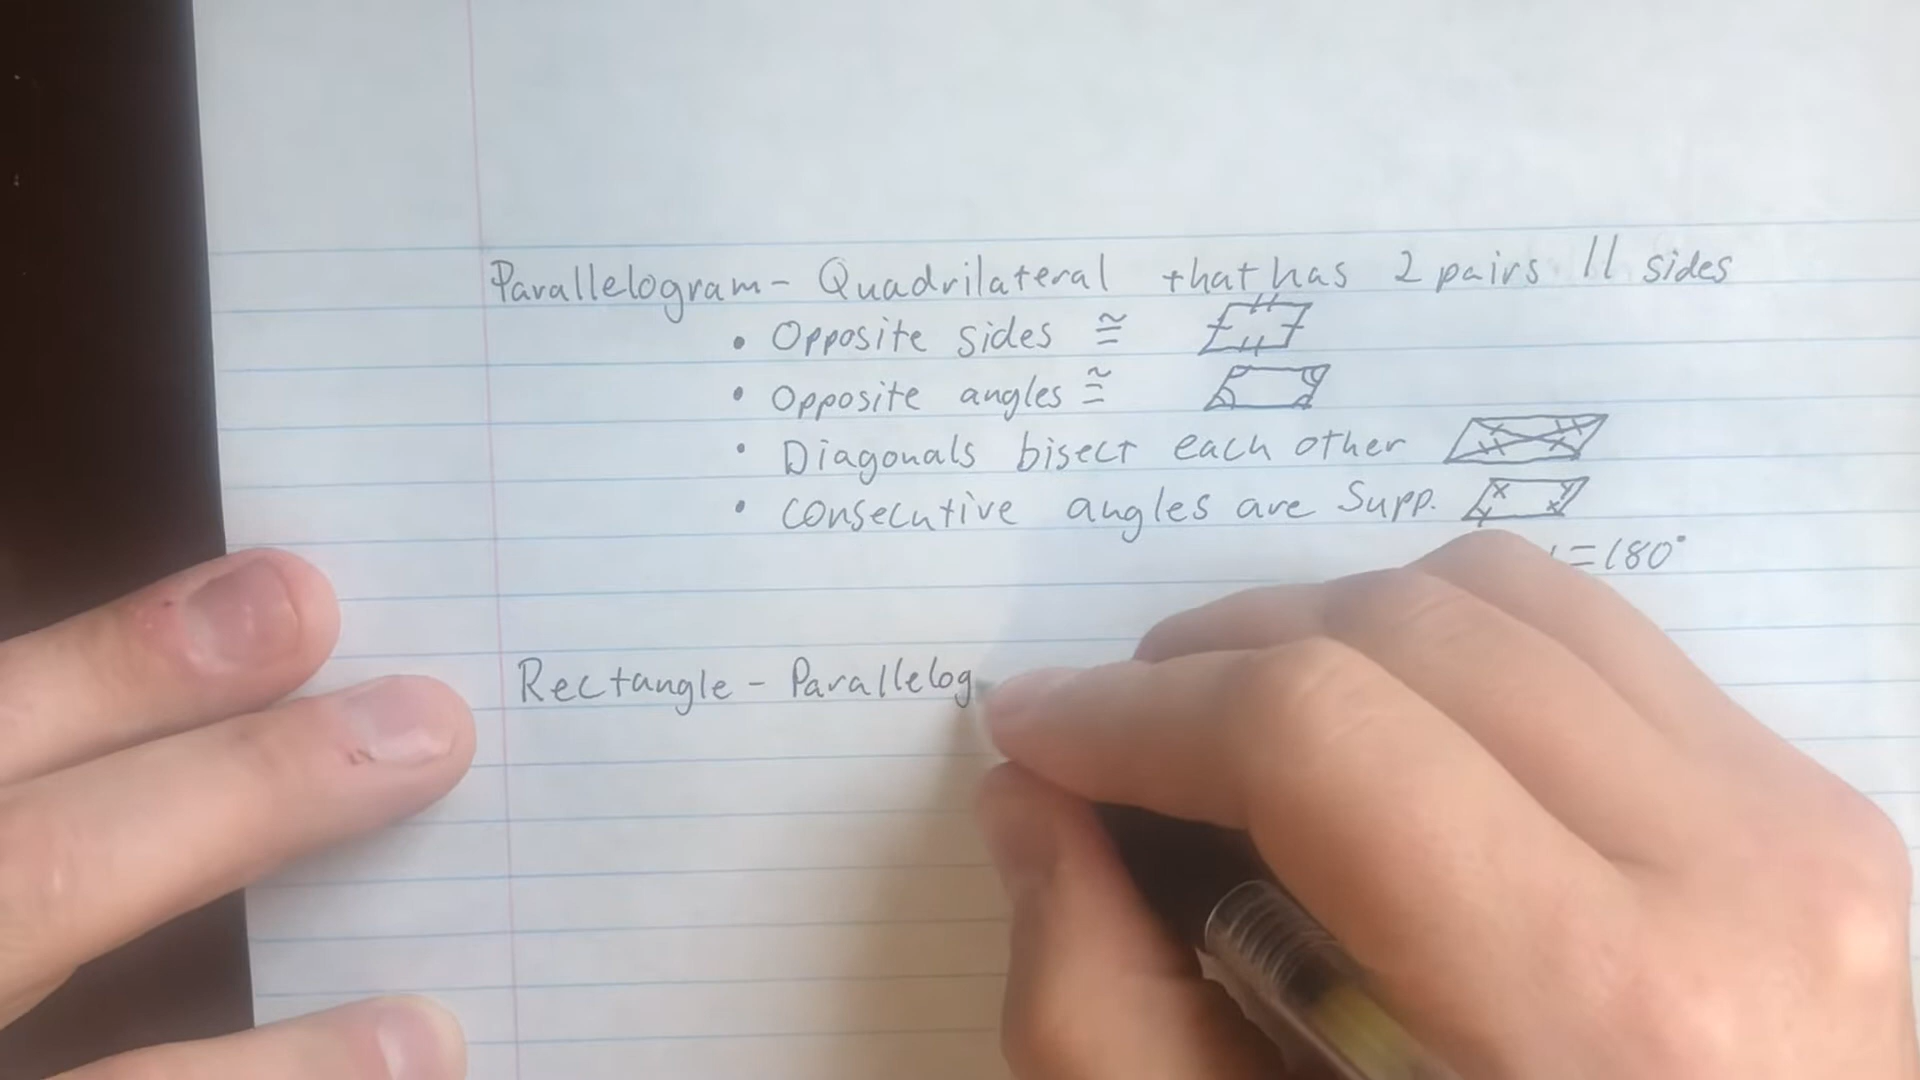 Parallelogram - Quadrilateral that has 2 pairs || sides
• Opposite sides ≅
• Opposite angles ≅
• Diagonals bisect each other
• consecutive angles are Supp.
=180°
Rectangle - Parallelog